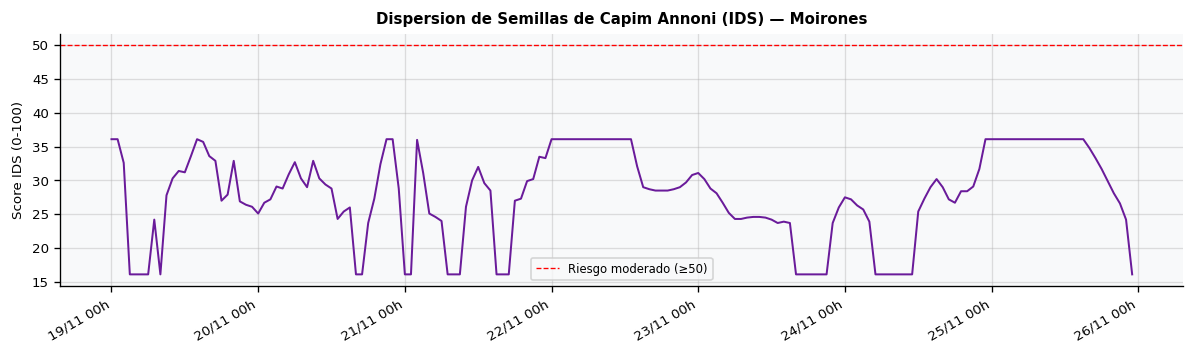 Dispersion de Semillas de Capim Annoni (IDS) — Moirones
Score IDS (0-100)
50
45
40
35
30
25
20
15
Riesgo moderado (≥50)
19/11 00h
20/11 00h
21/11 00h
22/11 00h
23/11 00h
24/11 00h
25/11 00h
26/11 00h